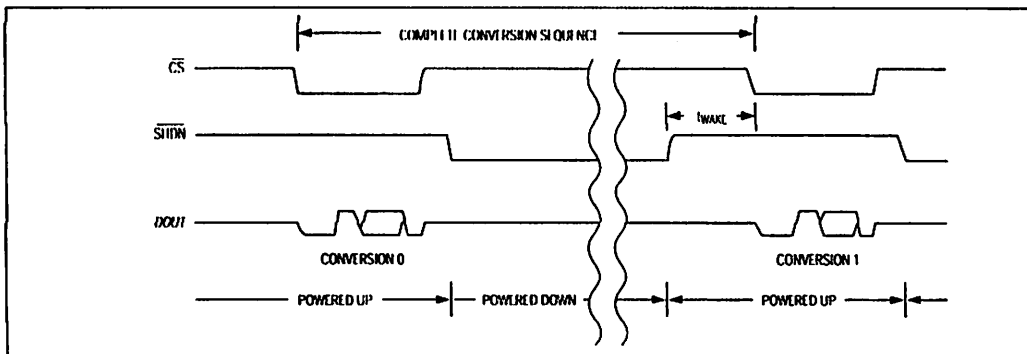 COMPLETE CONVERSION SEQUENCE
CS
tWAKE
SHDN
DOUT
CONVERSION 0
CONVERSION 1
POWERED UP
POWERED DOWN
POWERED UP